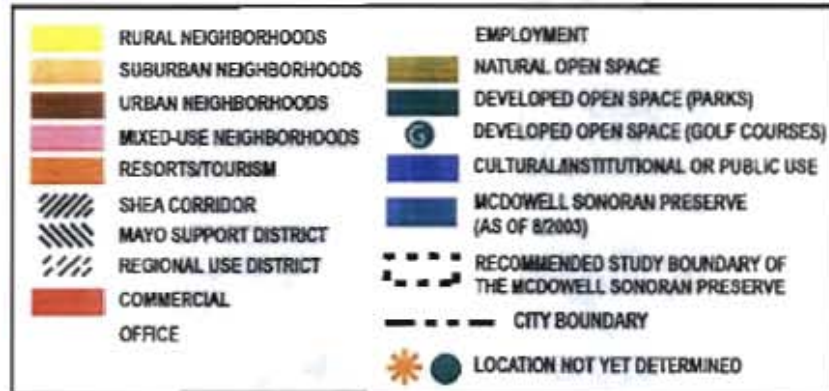 RURAL NEIGHBORHOODS
SUBURBAN NEIGHBORHOODS
URBAN NEIGHBORHOODS
MIXED-USE NEIGHBORHOODS
RESORTS/TOURISM
SHEA CORRIDOR
MAYO SUPPORT DISTRICT
REGIONAL USE DISTRICT
COMMERCIAL
OFFICE
EMPLOYMENT
NATURAL OPEN SPACE
DEVELOPED OPEN SPACE (PARKS)
G DEVELOPED OPEN SPACE (GOLF COURSES)
CULTURAL/INSTITUTIONAL OR PUBLIC USE
MCDOWELL SONORAN PRESERVE
(AS OF 8/2003)
RECOMMENDED STUDY BOUNDARY OF
THE MCDOWELL SONORAN PRESERVE
CITY BOUNDARY
LOCATION NOT YET DETERMINED